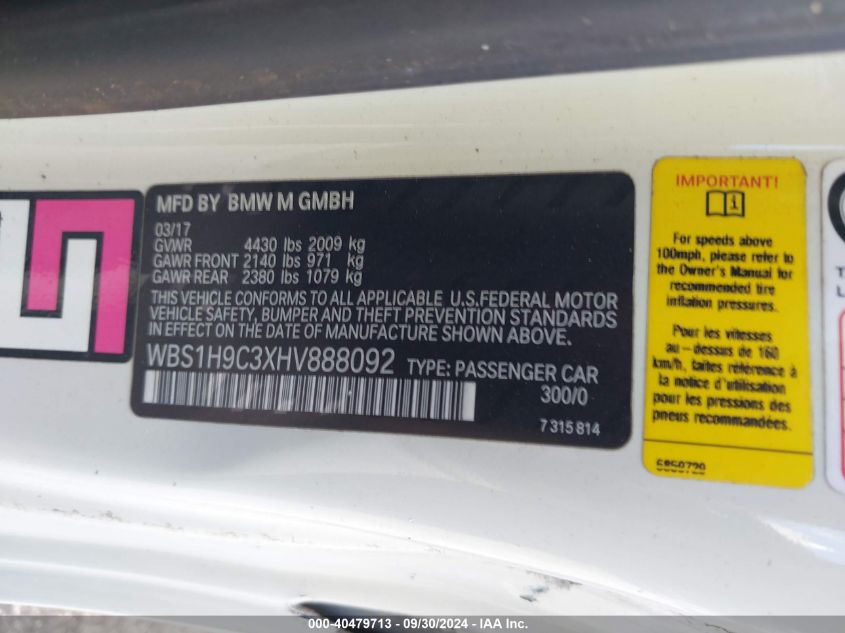 MFD BY BMW M GMBH
03/17
GVWR 4430 lbs 2009 kg
GAWR FRONT 2140 lbs 971 kg
GAWR REAR 2380 lbs 1079 kg
THIS VEHICLE CONFORMS TO ALL APPLICABLE U.S.FEDERAL MOTOR
VEHICLE SAFETY, BUMPER AND THEFT PREVENTION STANDARDS
IN EFFECT ON THE DATE OF MANUFACTURE SHOWN ABOVE.
WBS1H9C3XHV888092 TYPE: PASSENGER CAR
300/0
7 315 814
IMPORTANT!
For speeds above
100mph, please refer to
the Owner's Manual for
recommended tire
inflation pressures.
Pour les vitesses
au-dessus de 160
km/h, faites référence à
la notice d'utilisation
pour les pressions des
pneus recommandées.
6850720
T
L
000-40479713 - 09/30/2024 - IAA Inc.